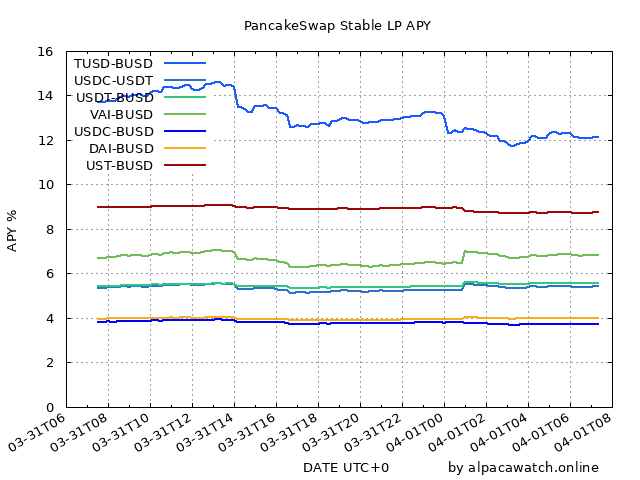 PancakeSwap Stable LP APY
16
14
12
10
8
6
4
2
0
APY %
TUSD-BUSD
USDC-USDT
USDT-BUSD
VAI-BUSD
USDC-BUSD
DAI-BUSD
UST-BUSD
03-31T06
03-31T08
03-31T10
03-31T12
03-31T14
03-31T16
03-31T18
03-31T20
03-31T22
04-01T00
04-01T02
04-01T04
04-01T06
04-01T08
DATE UTC+0
by alpacawatch.online